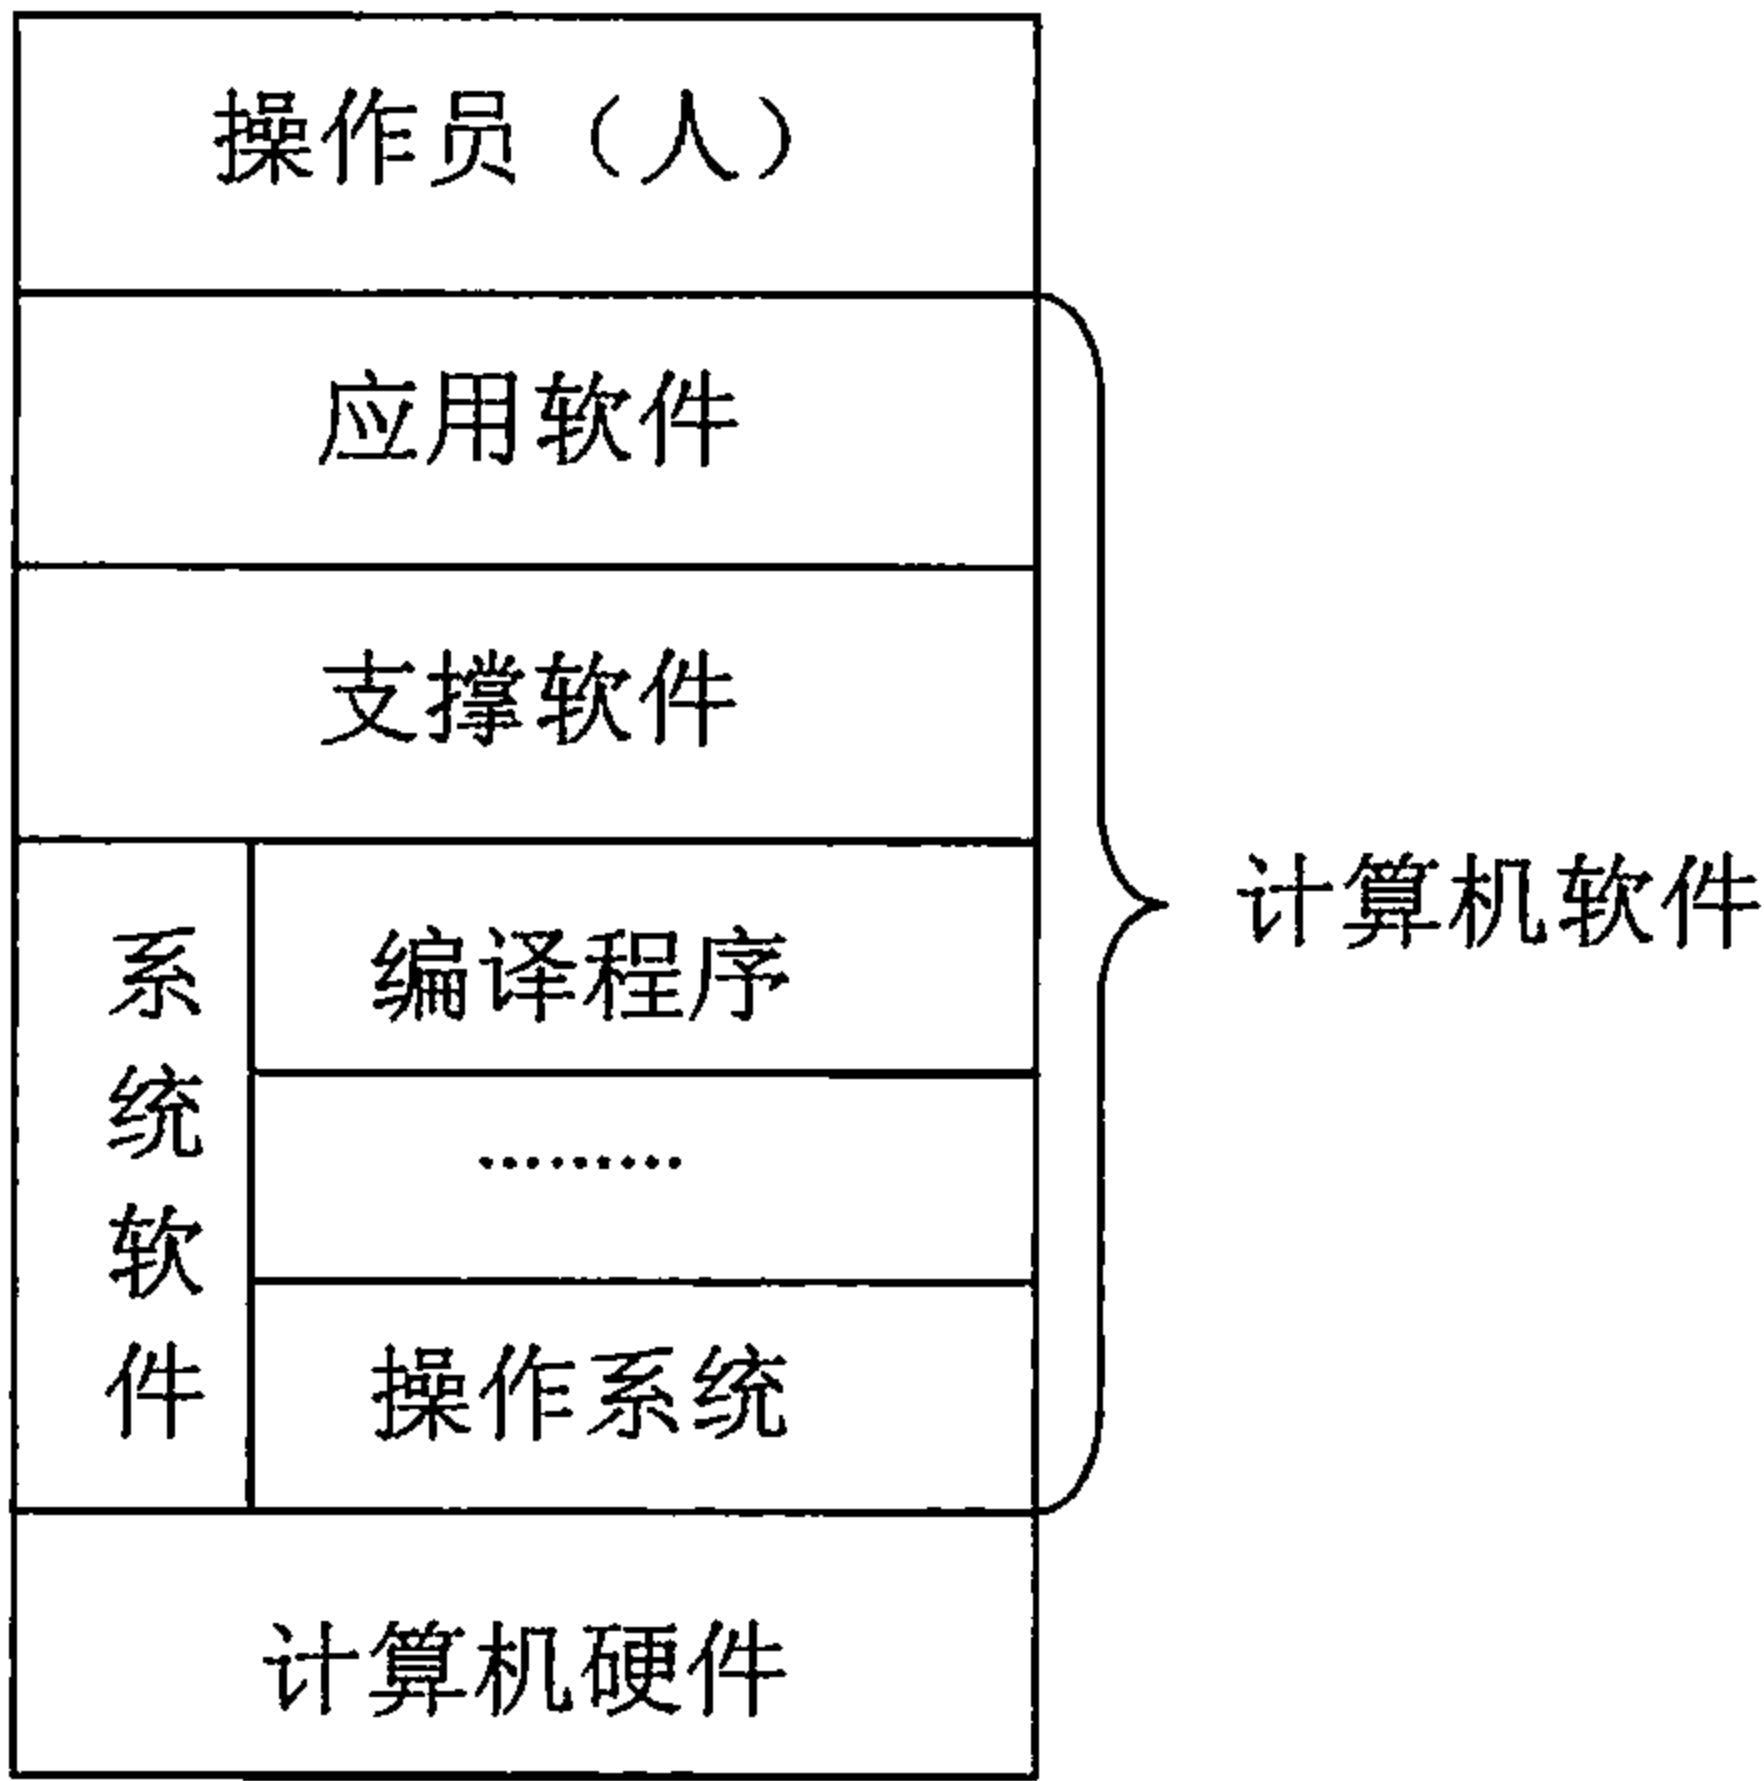 操作员（人）
应用软件
支撑软件
系统软件
编译程序
………
操作系统
计算机硬件
计算机软件